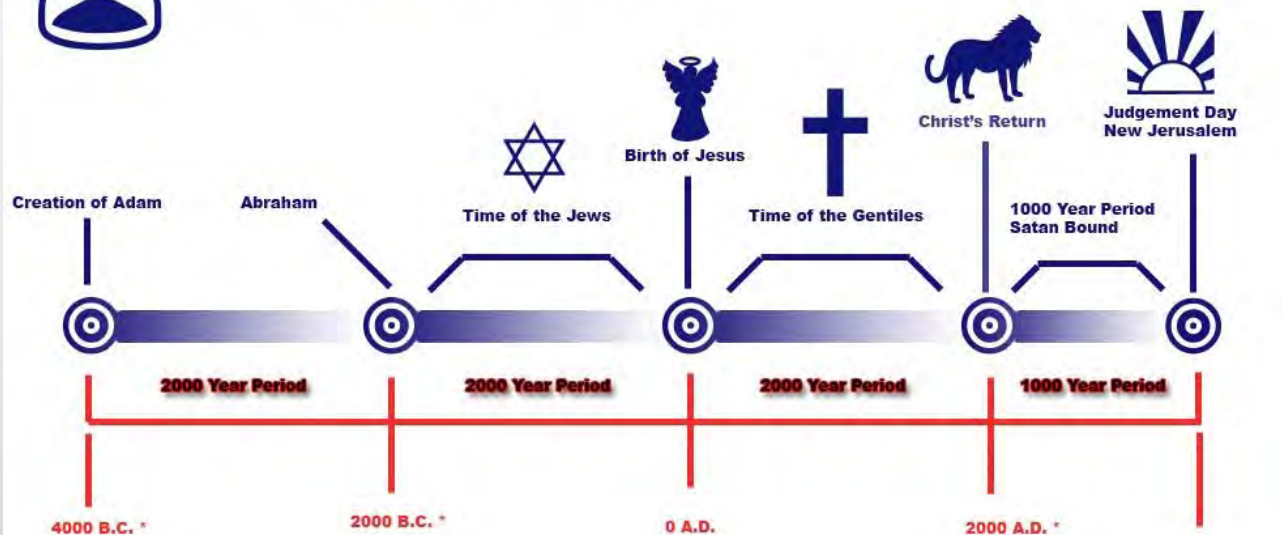 Christ's Return
Judgement Day
New Jerusalem
Birth of Jesus
Creation of Adam
Abraham
Time of the Jews
Time of the Gentiles
1000 Year Period
Satan Bound
2000 Year Period
2000 Year Period
2000 Year Period
1000 Year Period
4000 B.C. *
2000 B.C. *
0 A.D.
2000 A.D. *